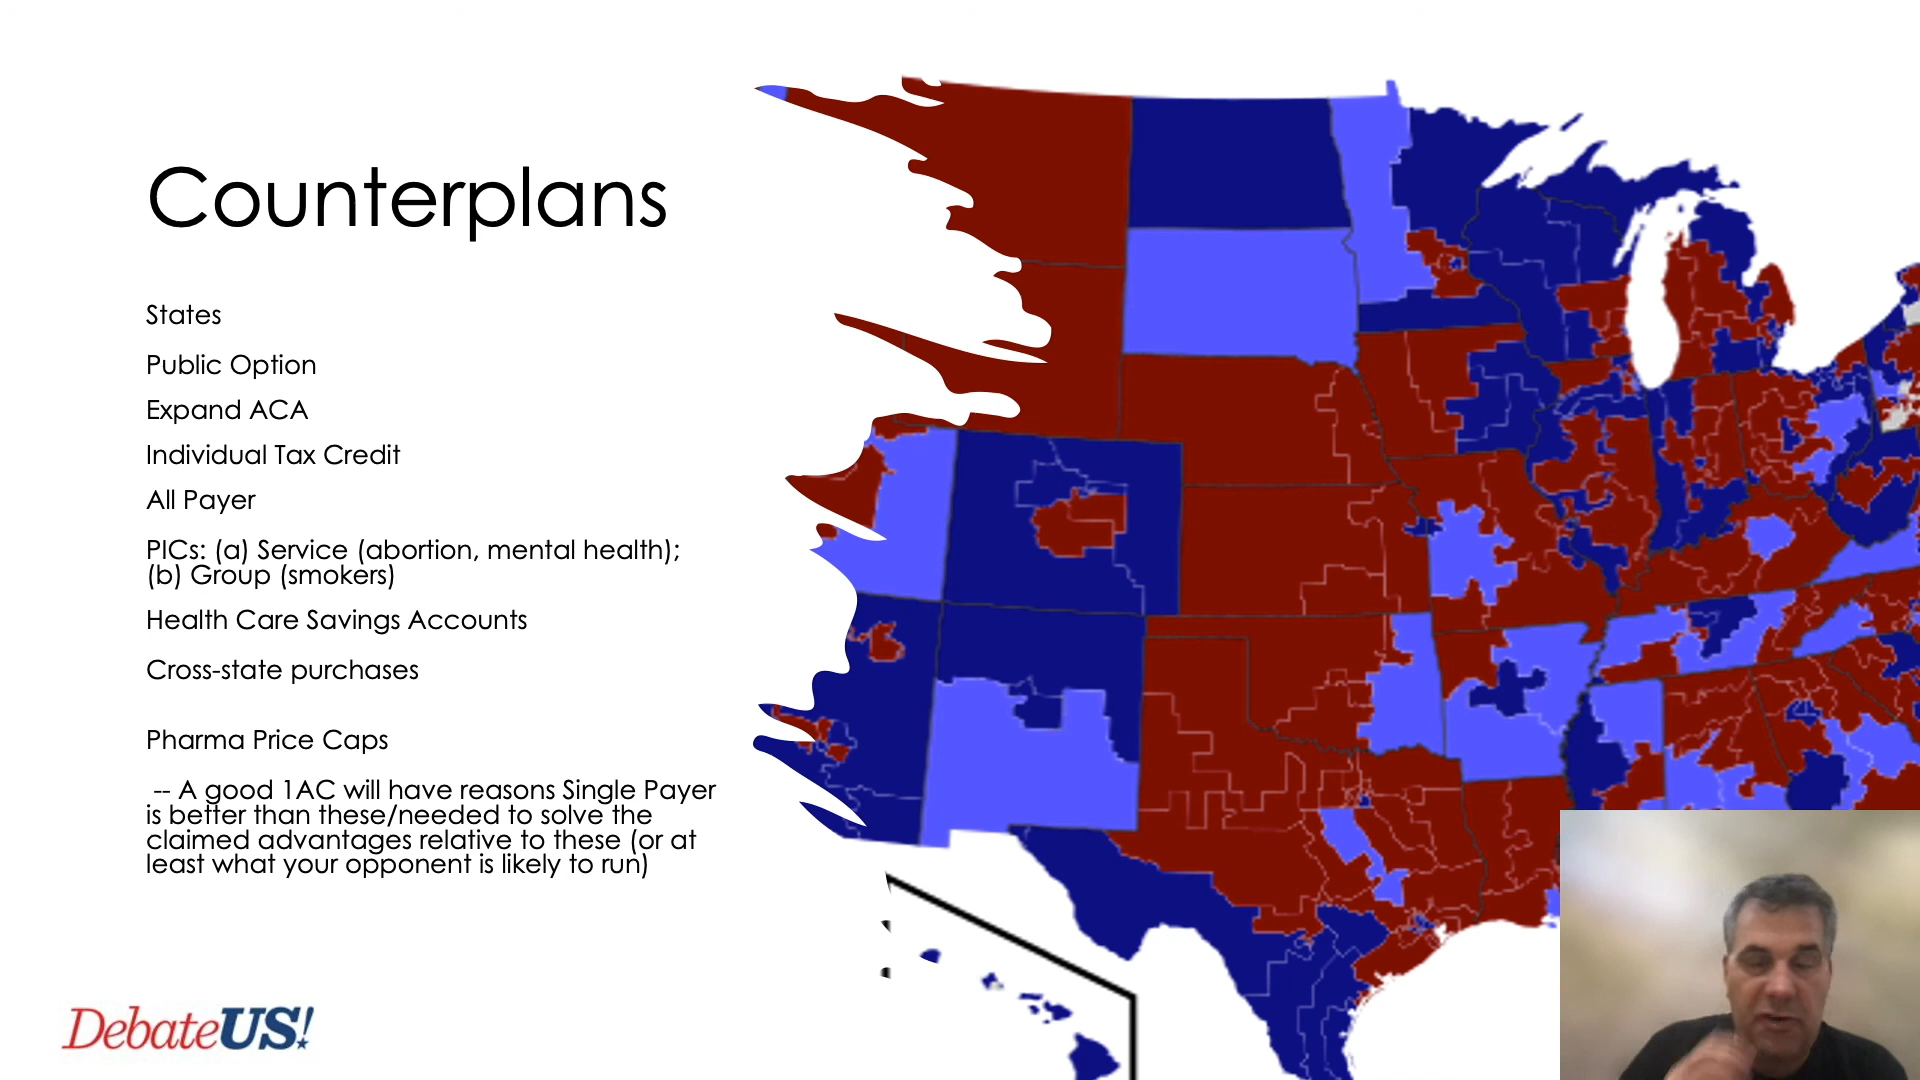 Counterplans
States
Public Option
Expand ACA
Individual Tax Credit
All Payer
PICs: (a) Service (abortion, mental health);
(b) Group (smokers)
Health Care Savings Accounts
Cross-state purchases
Pharma Price Caps
-- A good 1AC will have reasons Single Payer
is better than these/needed to solve the
claimed advantages relative to these (or at
least what your opponent is likely to run)
DebateUS!